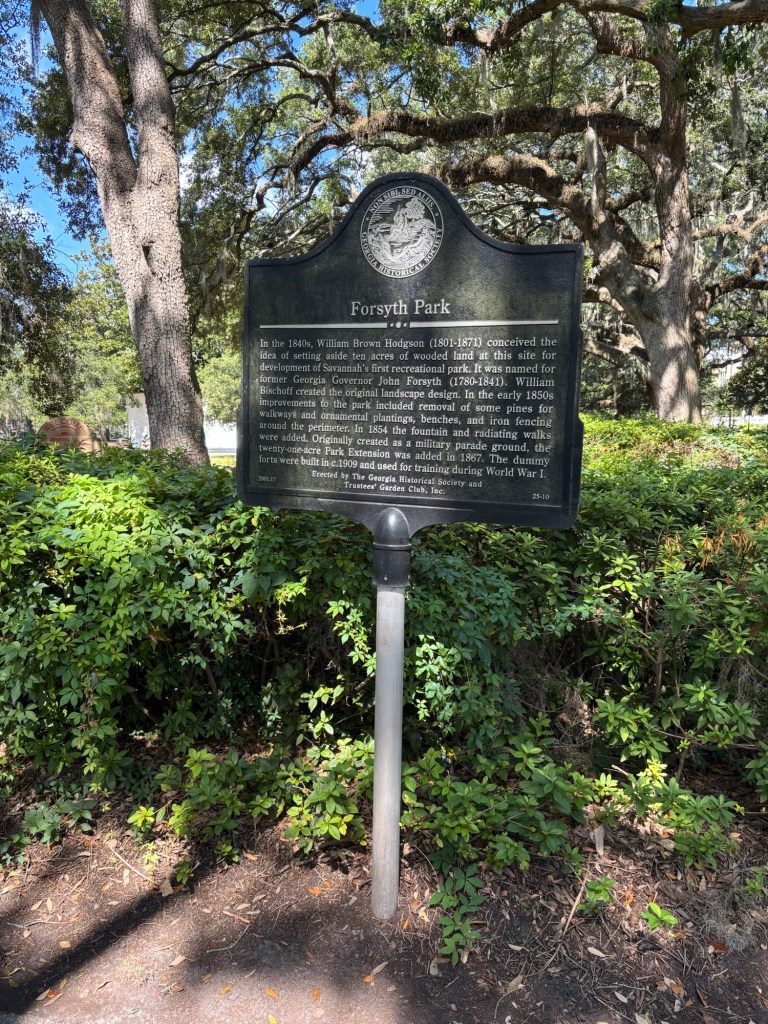 NON SIBI, SED ALIIS
GEORGIA HISTORICAL SOCIETY
Forsyth Park
In the 1840s, William Brown Hodgson (1801-1871) conceived the
idea of setting aside ten acres of wooded land at this site for
development of Savannah's first recreational park. It was named for
former Georgia Governor John Forsyth (1780-1841). William
Bischoff created the original landscape design. In the early 1850s
improvements to the park included removal of some pines for
walkways and ornamental plantings, benches, and iron fencing
around the perimeter. In 1854 the fountain and radiating walks
were added. Originally created as a military parade ground, the
twenty-one-acre Park Extension was added in 1867. The dummy
forts were built in c.1909 and used for training during World War I.
Erected by The Georgia Historical Society and
Trustees' Garden Club, Inc.
2001.17
25-10